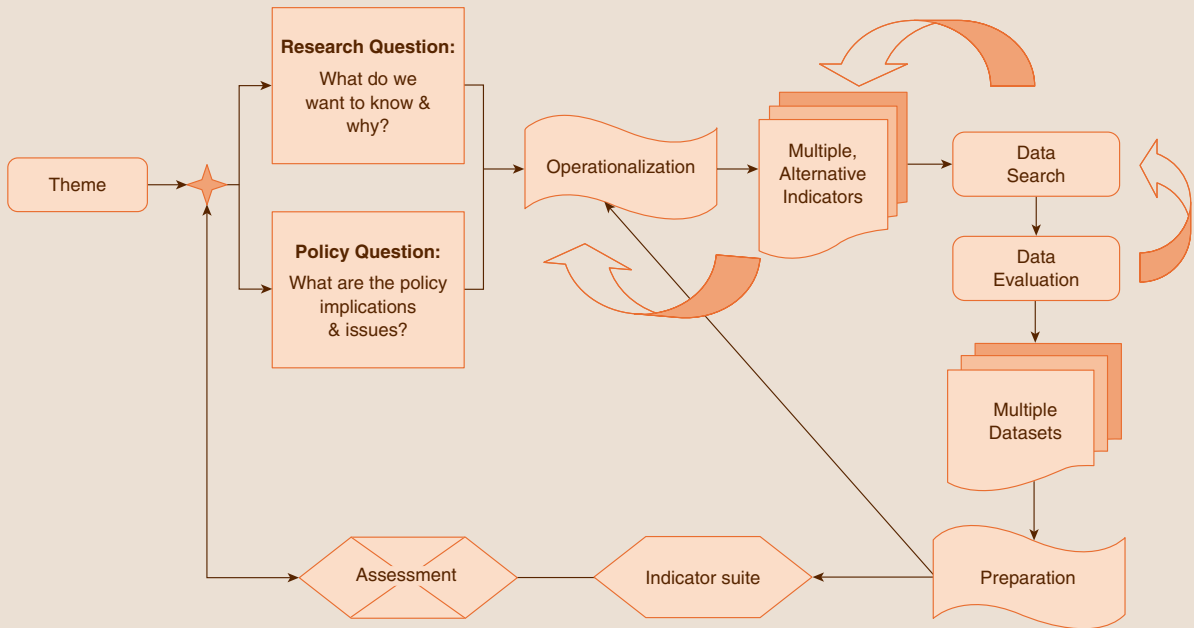 Theme
Research Question:
What do we
want to know &
why?
Policy Question:
What are the policy
implications
& issues?
Operationalization
Multiple,
Alternative
Indicators
Data
Search
Data
Evaluation
Multiple
Datasets
Preparation
Indicator suite
Assessment